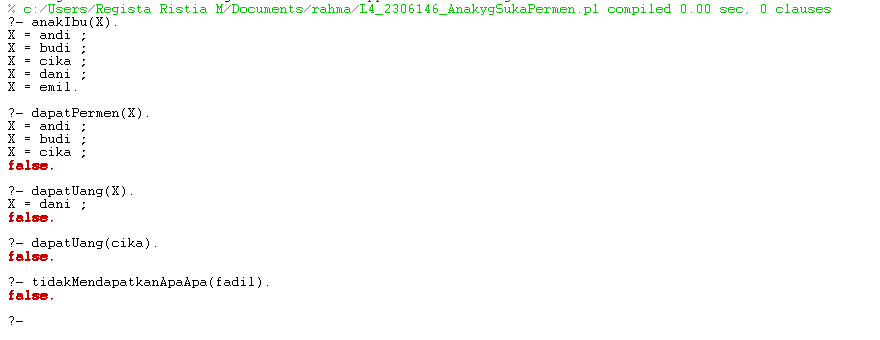 % c:/Users/Regista Ristia M/Documents/rahma/L4_2306146_AnakygSukaPermen.pl compiled 0.00 sec, 0 clauses
?- anakIbu(X).
X = andi ;
X = budi ;
X = cika ;
X = dani ;
X = emil.
?- dapatPermen(X).
X = andi ;
X = budi ;
X = cika ;
false.
?- dapatUang(X).
X = dani ;
false.
?- dapatUang(cika).
false.
?- tidakMendapatkanApaApa(fadil).
false.
?-